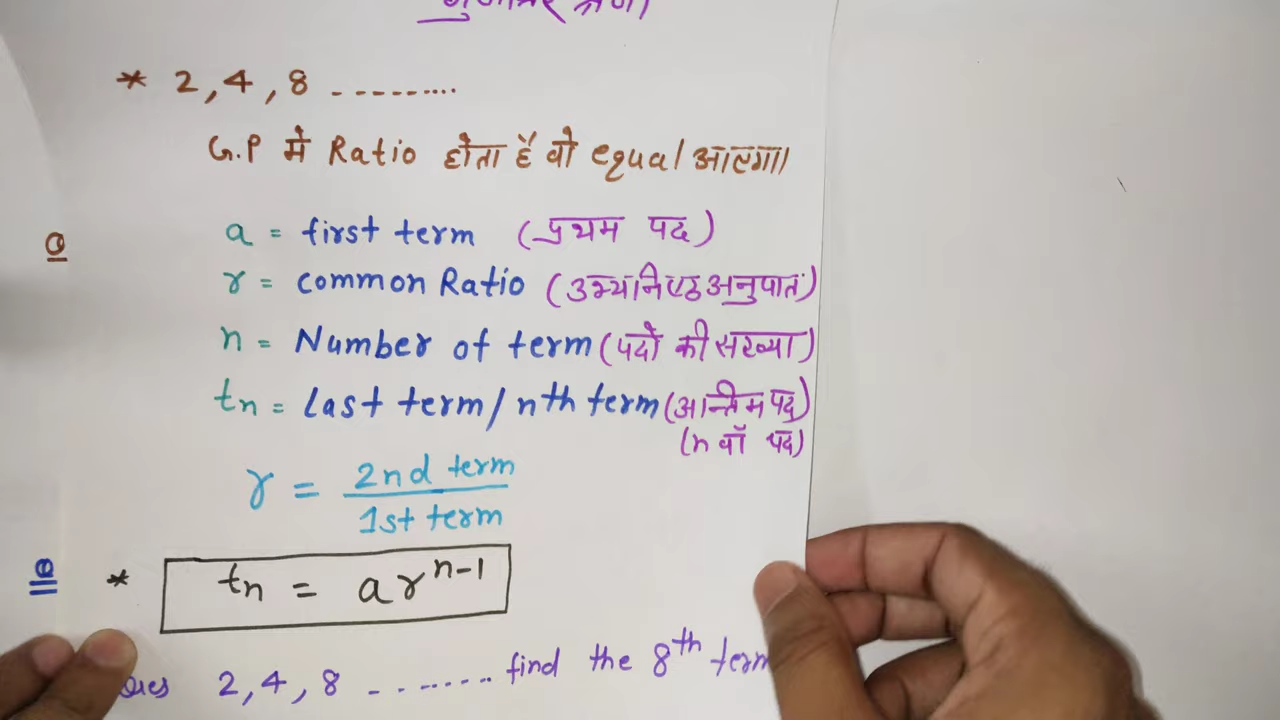 * 2, 4, 8 ---------
G.P मे Ratio होता है वो equal आएगा।
Q
a = first term (प्रथम पद)
r = common Ratio (उभ्यनिष्ठ अनुपात)
n = Number of term (पदो की सख्या)
tn = Last term / nth term (अन्तिम पद)
(n वाँ पद)
r = 2nd term / 1st term
Q * tn = ar^n-1
Ques 2, 4, 8 -------- find the 8th term